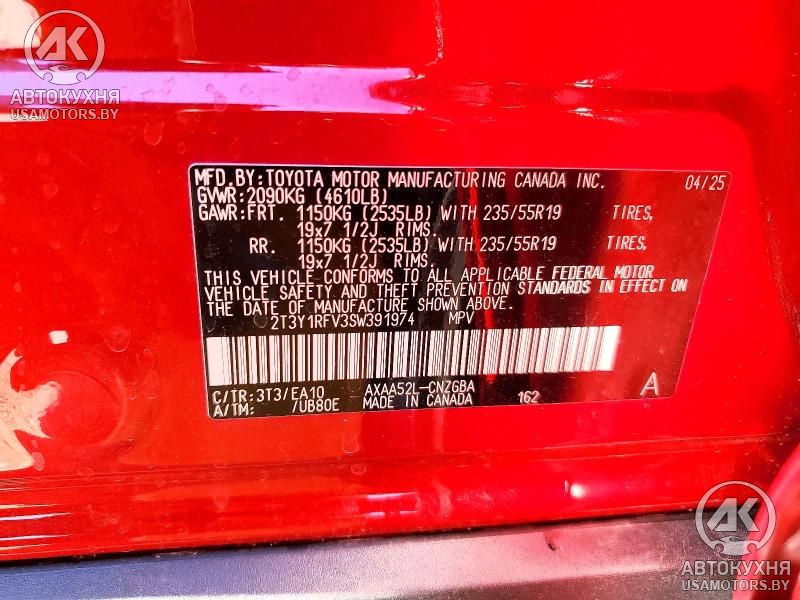 AK
АВТОКУХНЯ
USAMOTORS.BY
MFD.BY:TOYOTA MOTOR MANUFACTURING CANADA INC. 04/25
GVWR:2090KG (4610LB)
GAWR:FRT. 1150KG (2535LB) WITH 235/55R19 TIRES,
19x7 1/2J RIMS.
RR. 1150KG (2535LB) WITH 235/55R19 TIRES,
19x7 1/2J RIMS.
THIS VEHICLE CONFORMS TO ALL APPLICABLE FEDERAL MOTOR
VEHICLE SAFETY AND THEFT PREVENTION STANDARDS IN EFFECT ON
THE DATE OF MANUFACTURE SHOWN ABOVE.
2T3Y1RFV3SW391974 MPV
C/TR:3T3/EA10 AXAA52L-CNZGBA A
A/TM: /UB80E MADE IN CANADA 162
AK
АВТОКУХНЯ
USAMOTORS.BY